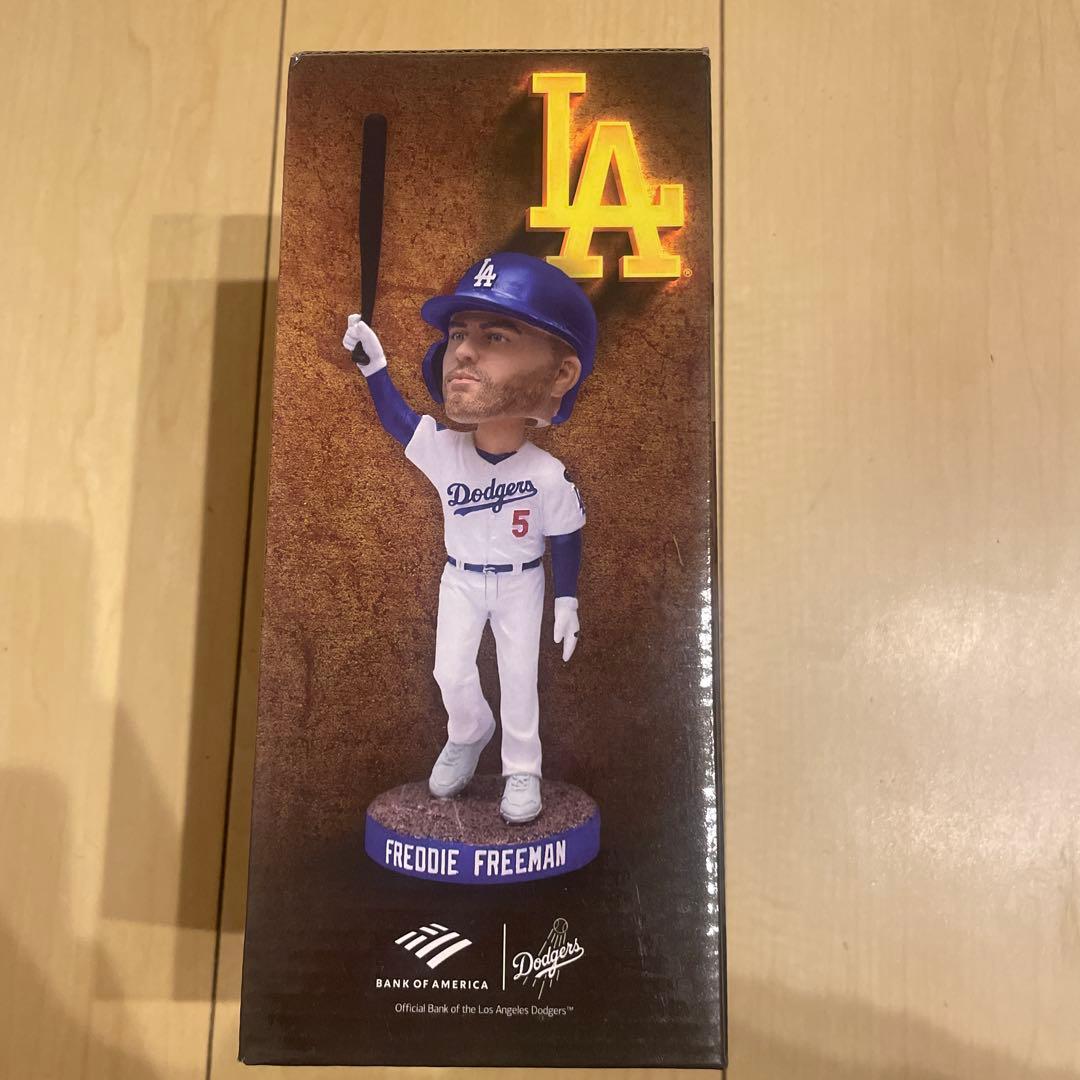 LA
LA
Dodgers
5
FREDDIE FREEMAN
BANK OF AMERICA
Dodgers
Official Bank of the Los Angeles Dodgers™